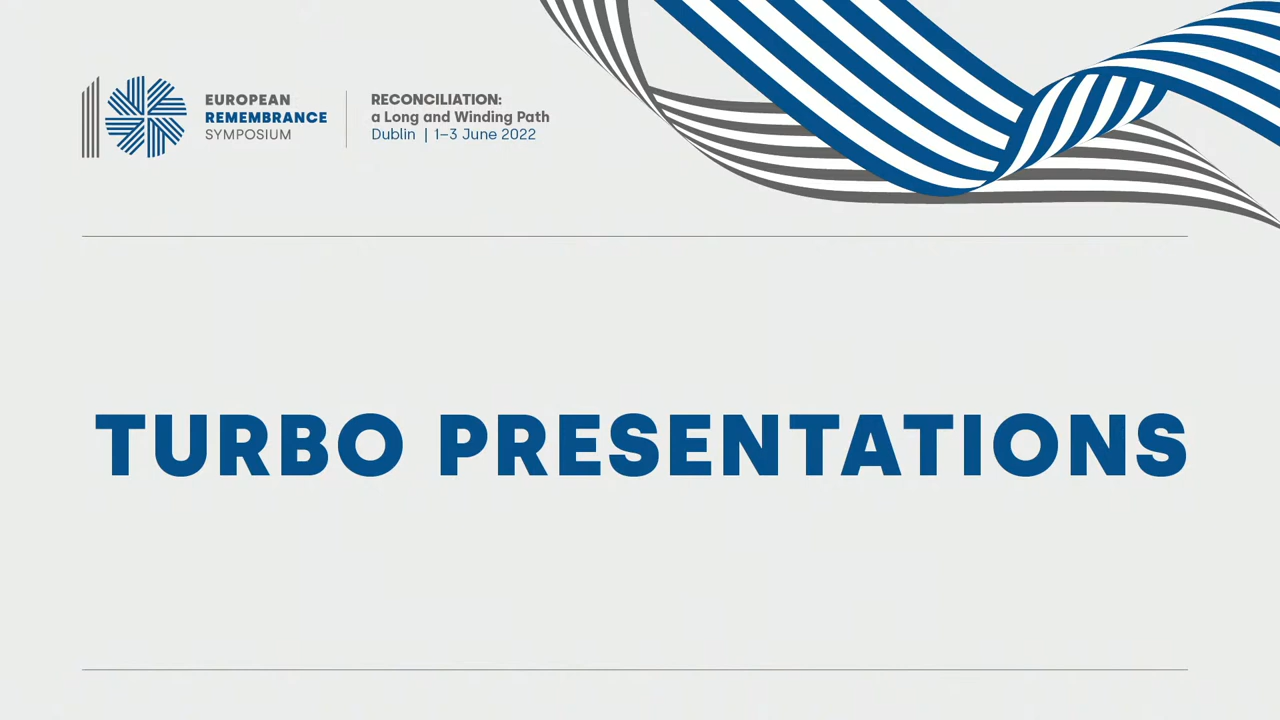 EUROPEAN
REMEMBRANCE
SYMPOSIUM
RECONCILIATION:
a Long and Winding Path
Dublin | 1–3 June 2022
TURBO PRESENTATIONS